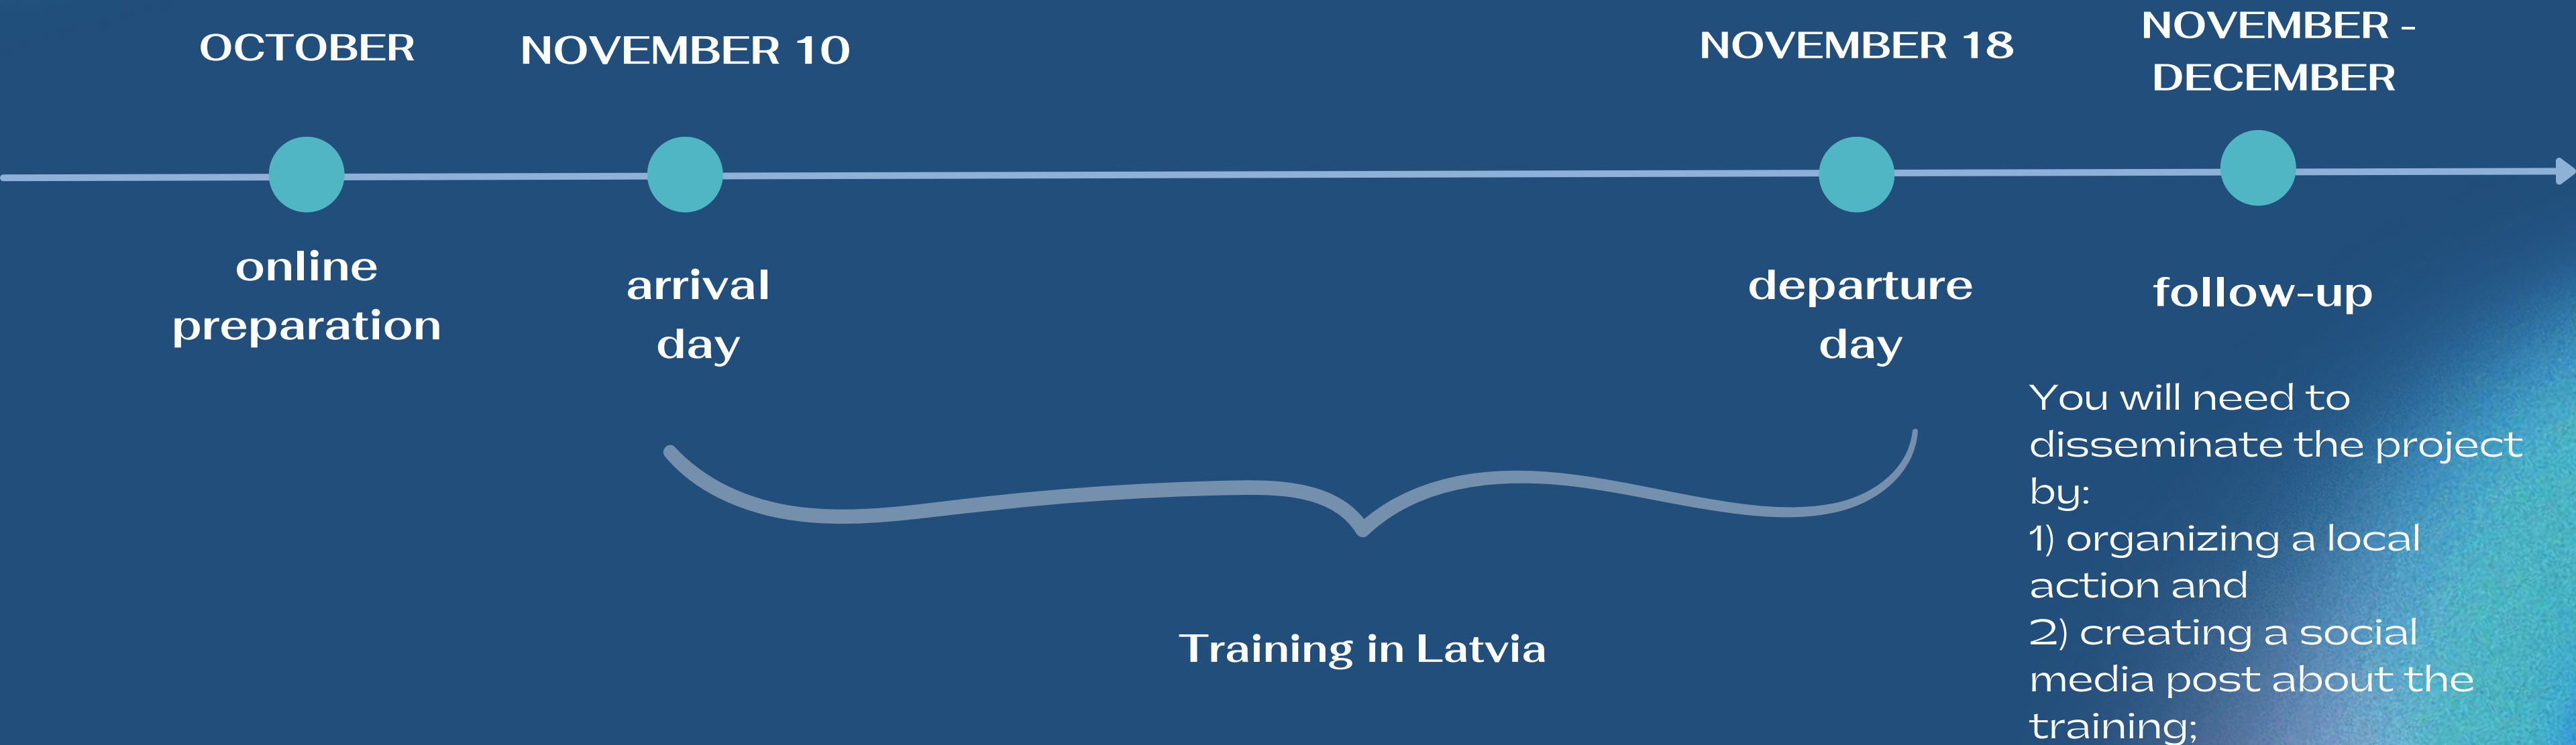 OCTOBER
online
preparation
NOVEMBER 10
arrival
day
NOVEMBER 18
departure
day
Training in Latvia
NOVEMBER -
DECEMBER
follow-up
You will need to
disseminate the project
by:
1) organizing a local
action and
2) creating a social
media post about the
training;